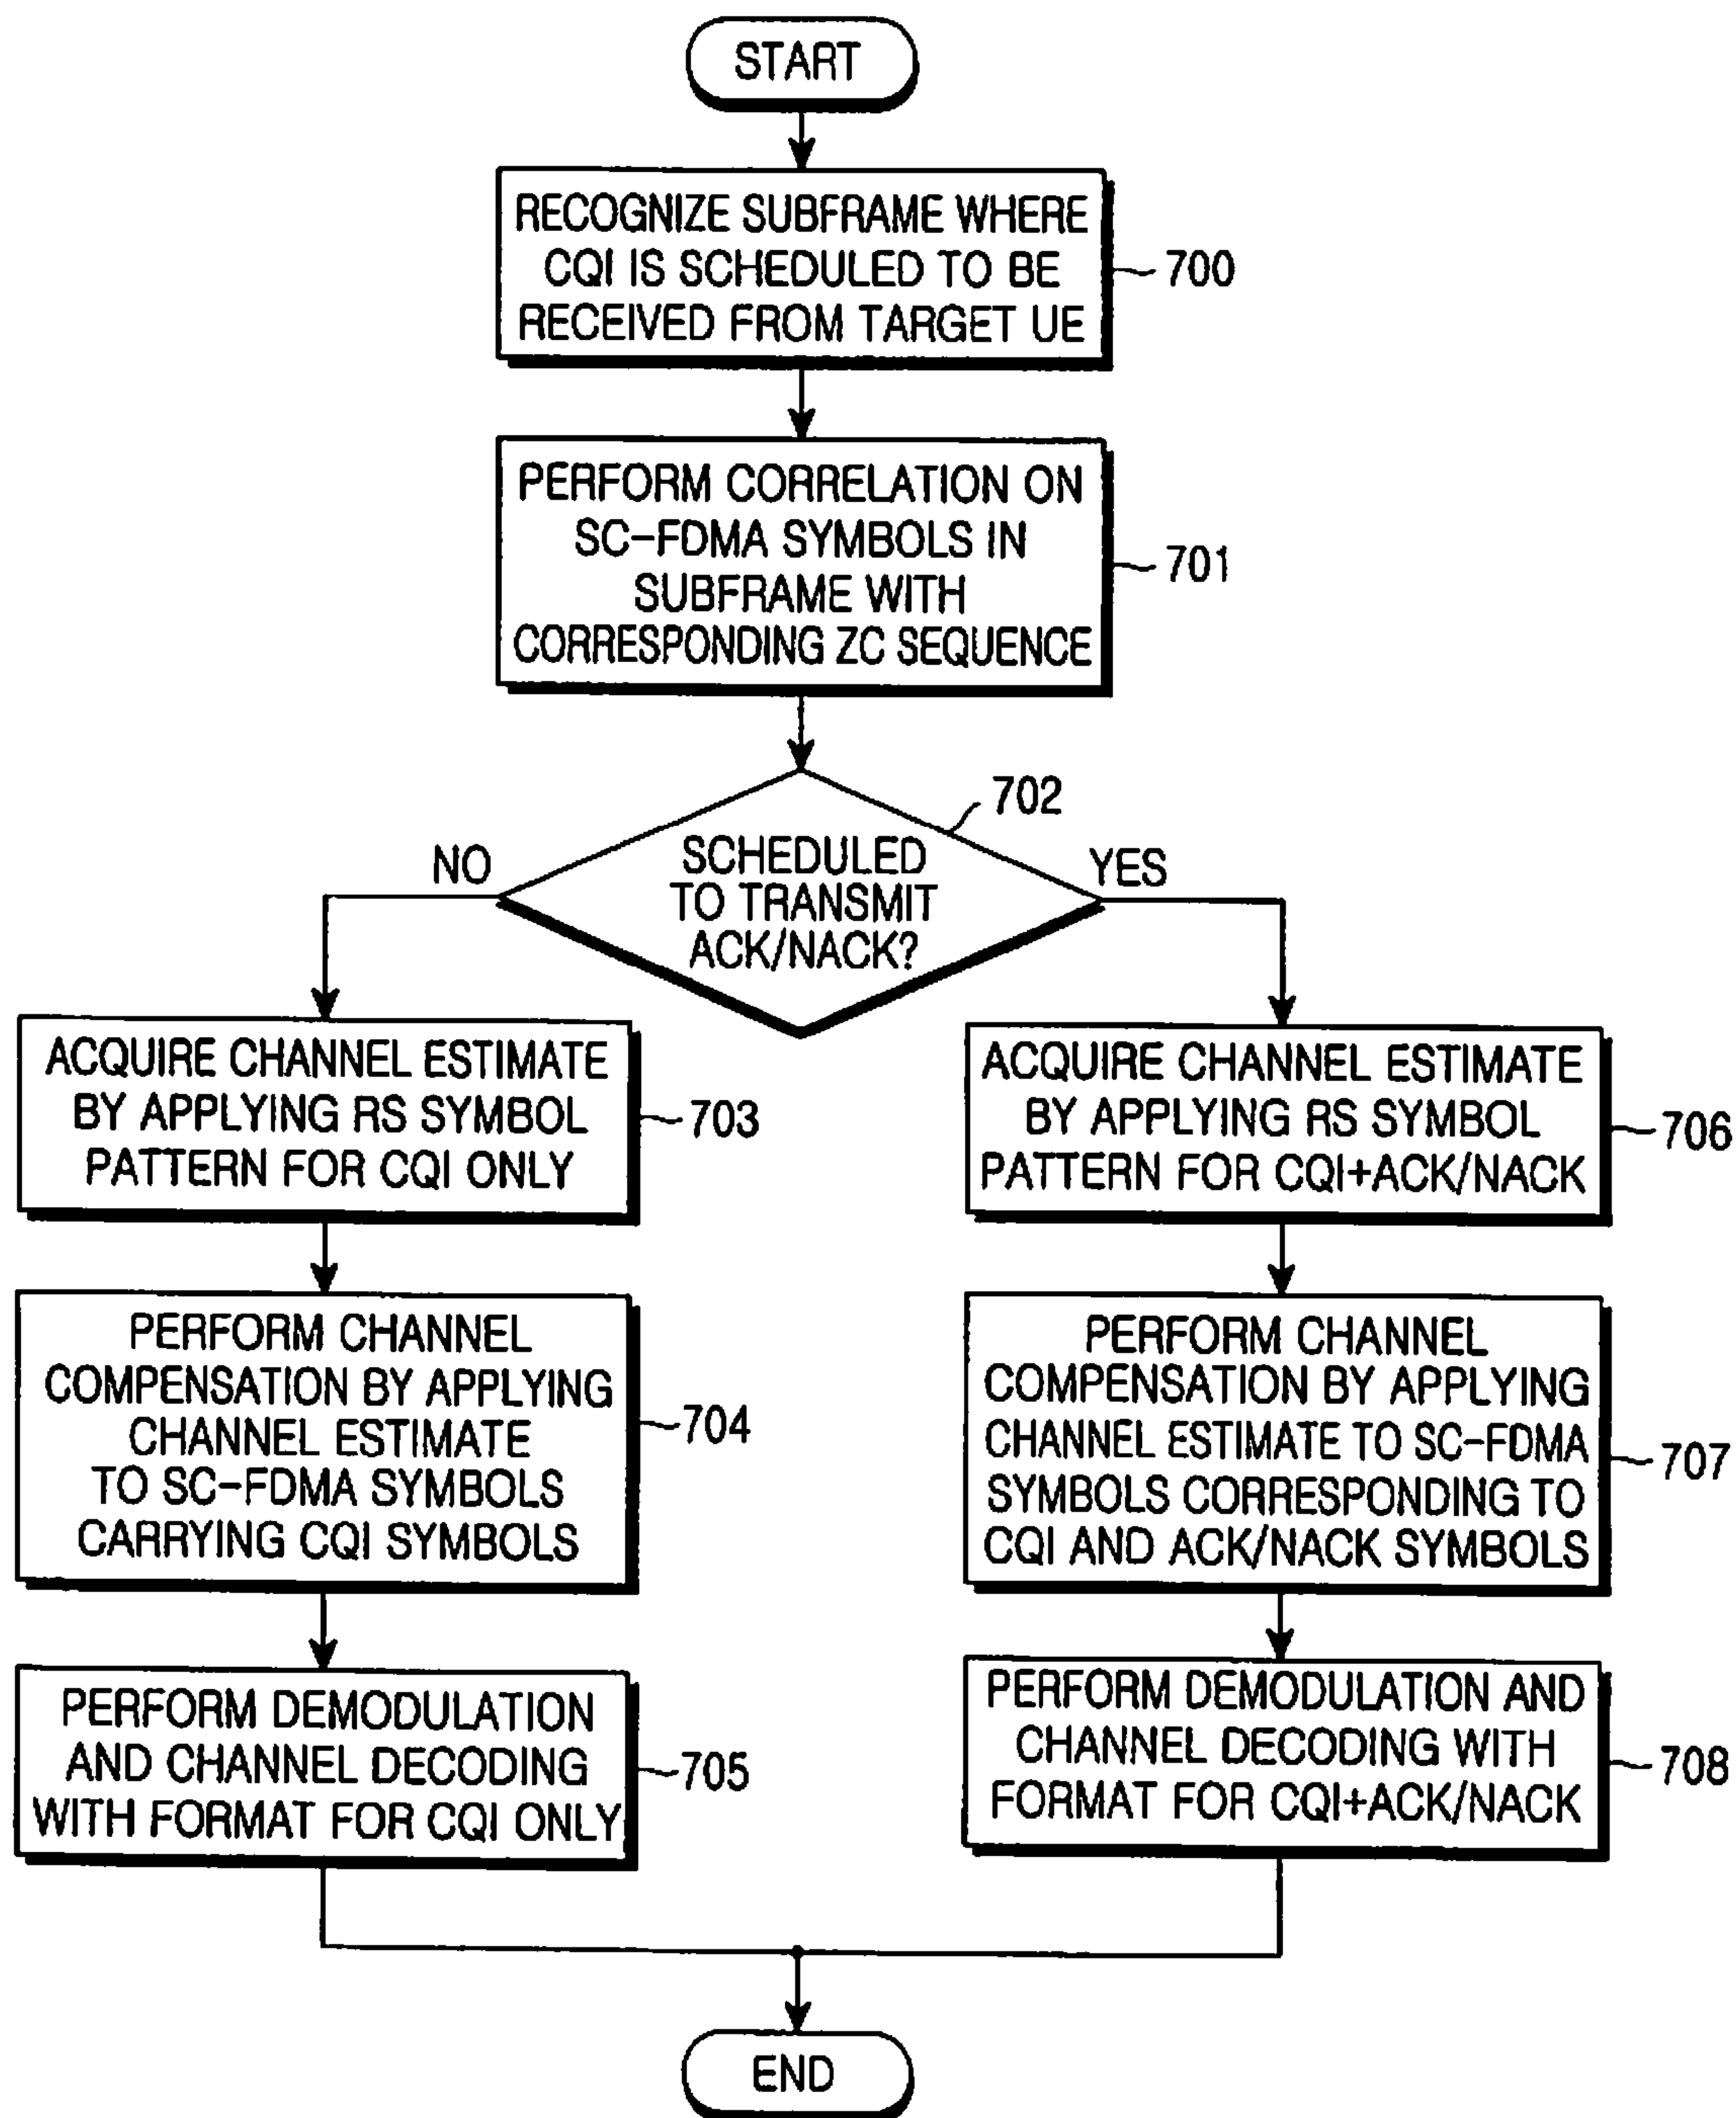 START
RECOGNIZE SUBFRAME WHERE
CQI IS SCHEDULED TO BE
RECEIVED FROM TARGET UE
700
PERFORM CORRELATION ON
SC-FDMA SYMBOLS IN
SUBFRAME WITH
CORRESPONDING ZC SEQUENCE
701
702
SCHEDULED
TO TRANSMIT
ACK/NACK?
NO
YES
ACQUIRE CHANNEL ESTIMATE
BY APPLYING RS SYMBOL
PATTERN FOR CQI ONLY
703
PERFORM CHANNEL
COMPENSATION BY APPLYING
CHANNEL ESTIMATE
TO SC-FDMA SYMBOLS
CARRYING CQI SYMBOLS
704
PERFORM DEMODULATION
AND CHANNEL DECODING
WITH FORMAT FOR CQI ONLY
705
ACQUIRE CHANNEL ESTIMATE
BY APPLYING RS SYMBOL
PATTERN FOR CQI+ACK/NACK
706
PERFORM CHANNEL
COMPENSATION BY APPLYING
CHANNEL ESTIMATE TO SC-FDMA
SYMBOLS CORRESPONDING TO
CQI AND ACK/NACK SYMBOLS
707
PERFORM DEMODULATION AND
CHANNEL DECODING WITH
FORMAT FOR CQI+ACK/NACK
708
END